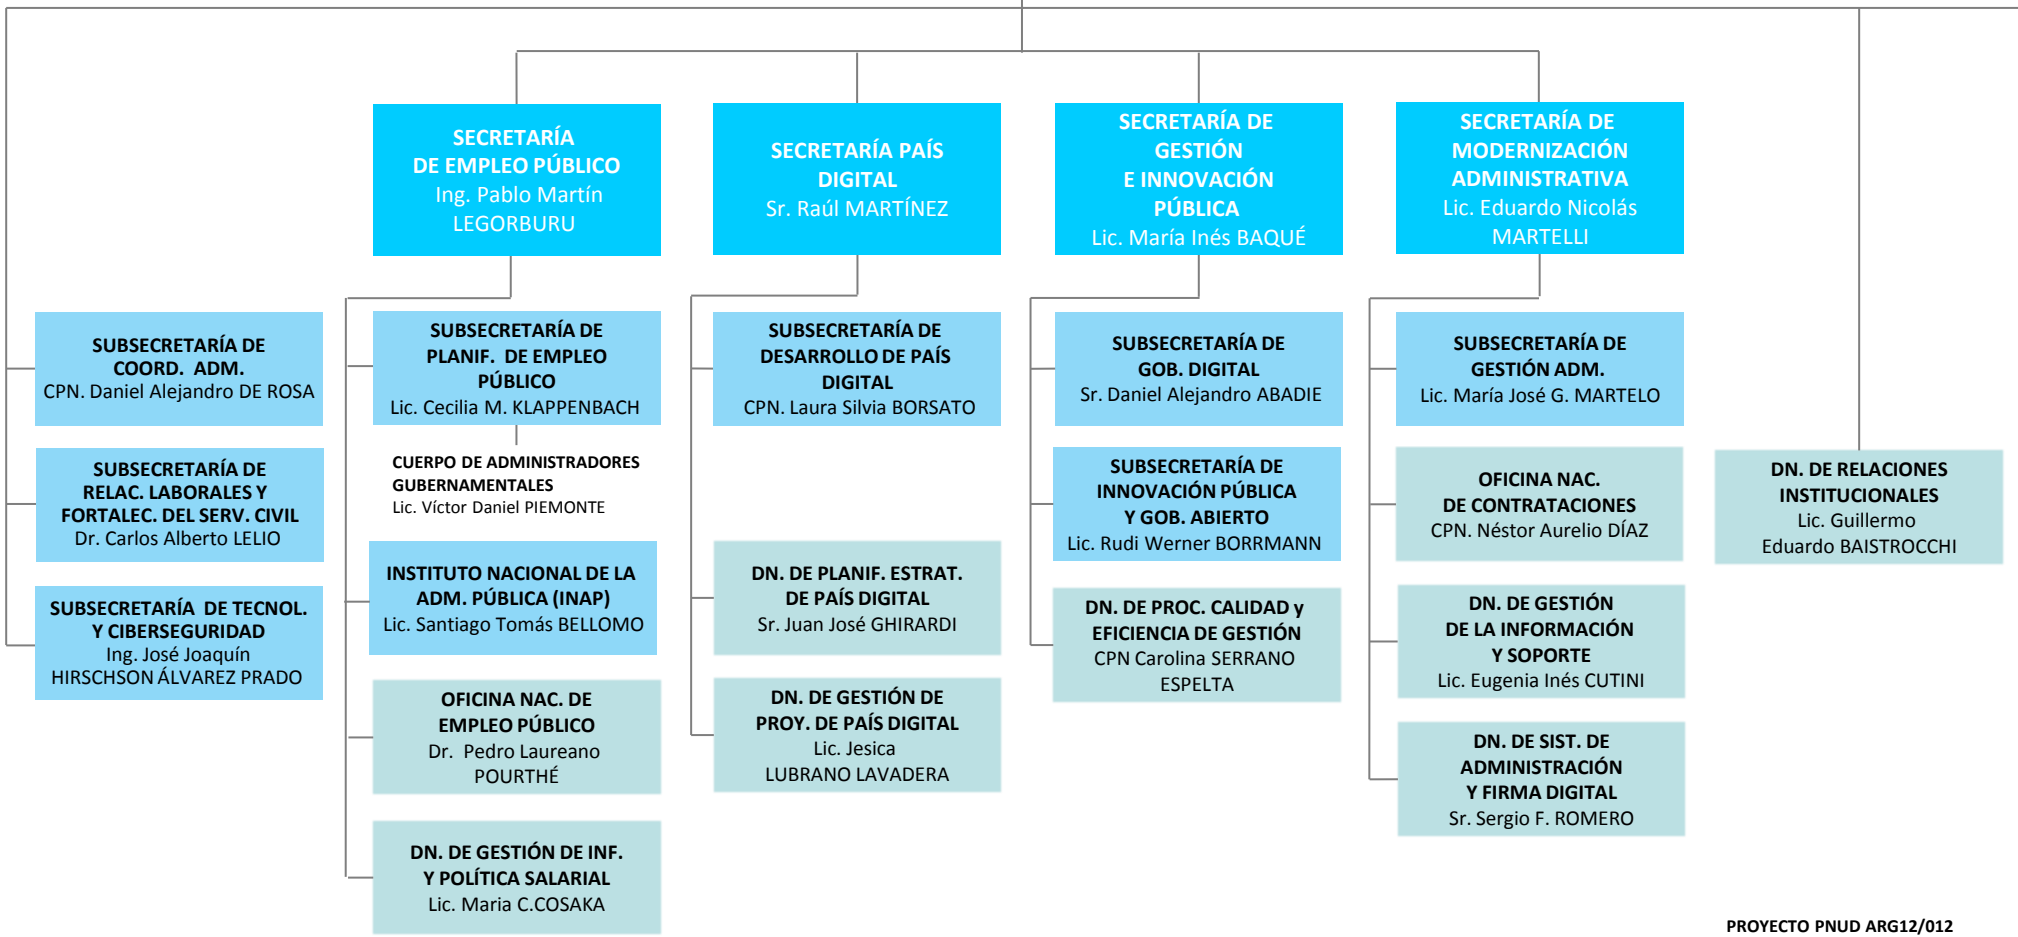 SECRETARÍA
DE EMPLEO PÚBLICO
Ing. Pablo Martín
LEGORBURU
SECRETARÍA PAÍS
DIGITAL
Sr. Raúl MARTÍNEZ
SECRETARÍA DE
GESTIÓN
E INNOVACIÓN
PÚBLICA
Lic. María Inés BAQUÉ
SECRETARÍA DE
MODERNIZACIÓN
ADMINISTRATIVA
Lic. Eduardo Nicolás
MARTELLI
SUBSECRETARÍA DE
COORD. ADM.
CPN. Daniel Alejandro DE ROSA
SUBSECRETARÍA DE
RELAC. LABORALES Y
FORTALEC. DEL SERV. CIVIL
Dr. Carlos Alberto LELIO
SUBSECRETARÍA DE TECNOL.
Y CIBERSEGURIDAD
Ing. José Joaquín
HIRSCHSON ÁLVAREZ PRADO
SUBSECRETARÍA DE
PLANIF. DE EMPLEO
PÚBLICO
Lic. Cecilia M. KLAPPENBACH
CUERPO DE ADMINISTRADORES
GUBERNAMENTALES
Lic. Víctor Daniel PIEMONTE
INSTITUTO NACIONAL DE LA
ADM. PÚBLICA (INAP)
Lic. Santiago Tomás BELLOMO
OFICINA NAC. DE
EMPLEO PÚBLICO
Dr. Pedro Laureano
POURTHÉ
DN. DE GESTIÓN DE INF.
Y POLÍTICA SALARIAL
Lic. Maria C.COSAKA
SUBSECRETARÍA DE
DESARROLLO DE PAÍS
DIGITAL
CPN. Laura Silvia BORSATO
DN. DE PLANIF. ESTRAT.
DE PAÍS DIGITAL
Sr. Juan José GHIRARDI
DN. DE GESTIÓN DE
PROY. DE PAÍS DIGITAL
Lic. Jesica
LUBRANO LAVADERA
SUBSECRETARÍA DE
GOB. DIGITAL
Sr. Daniel Alejandro ABADIE
SUBSECRETARÍA DE
INNOVACIÓN PÚBLICA
Y GOB. ABIERTO
Lic. Rudi Werner BORRMANN
DN. DE PROC. CALIDAD y
EFICIENCIA DE GESTIÓN
CPN Carolina SERRANO
ESPELTA
SUBSECRETARÍA DE
GESTIÓN ADM.
Lic. María José G. MARTELO
OFICINA NAC.
DE CONTRATACIONES
CPN. Néstor Aurelio DÍAZ
DN. DE GESTIÓN
DE LA INFORMACIÓN
Y SOPORTE
Lic. Eugenia Inés CUTINI
DN. DE SIST. DE
ADMINISTRACIÓN
Y FIRMA DIGITAL
Sr. Sergio F. ROMERO
DN. DE RELACIONES
INSTITUCIONALES
Lic. Guillermo
Eduardo BAISTROCCHI
PROYECTO PNUD ARG12/012